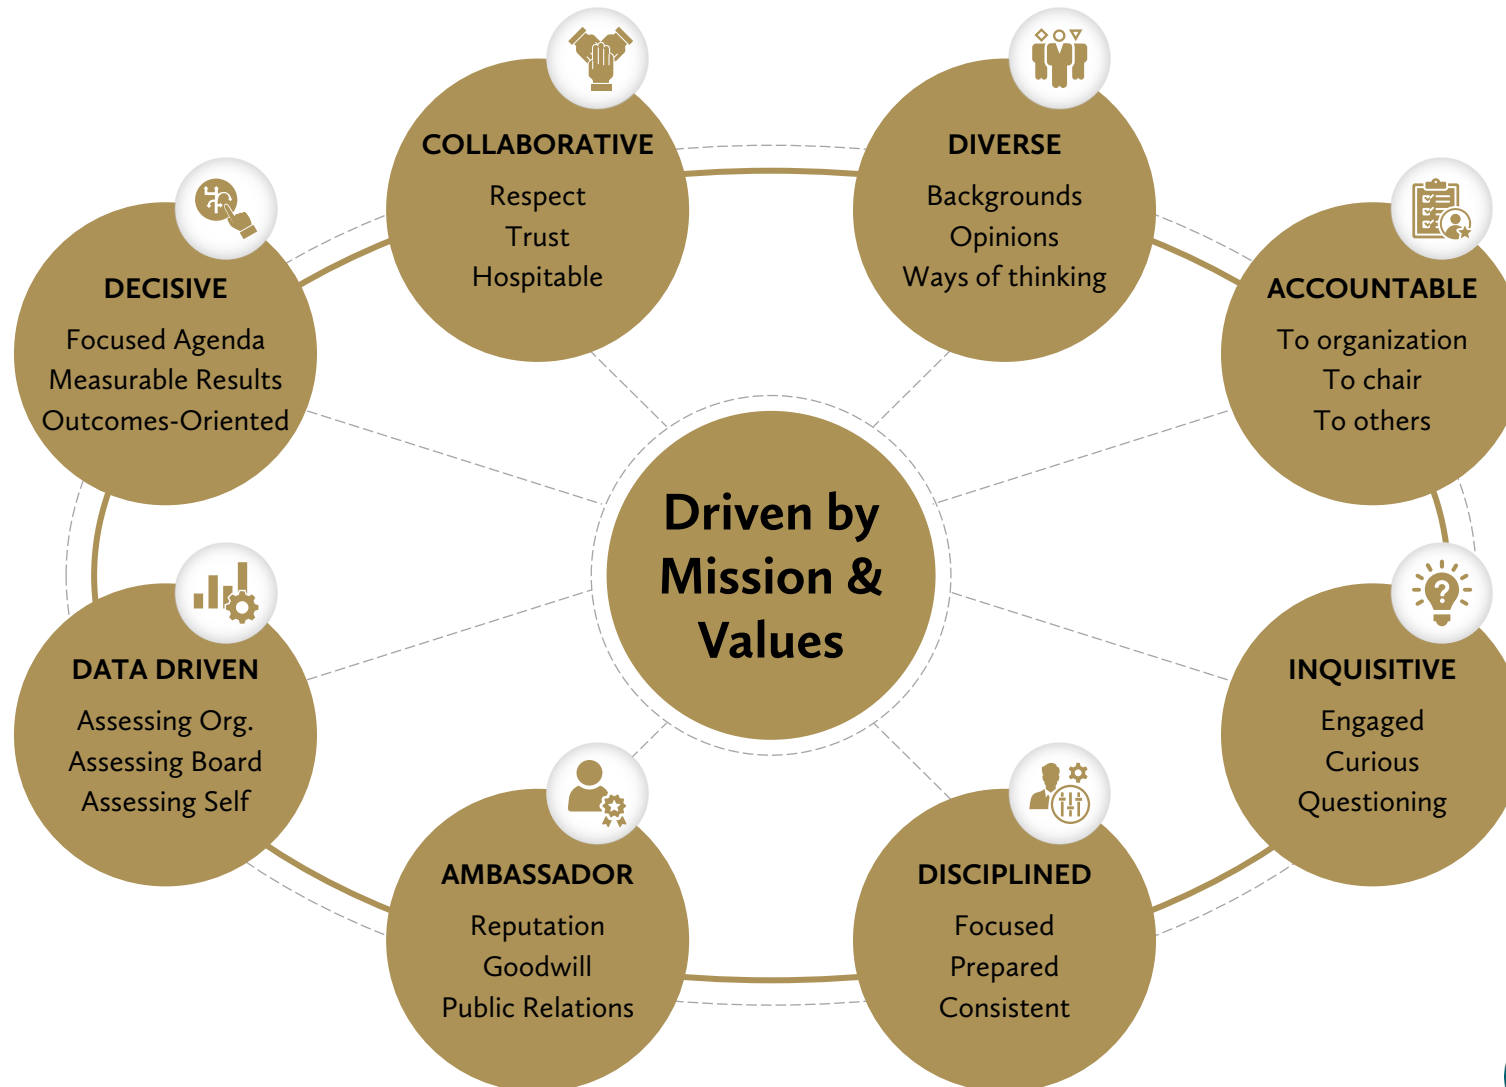 COLLABORATIVE
Respect
Trust
Hospitable
DIVERSE
Backgrounds
Opinions
Ways of thinking
DECISIVE
Focused Agenda
Measurable Results
Outcomes-Oriented
ACCOUNTABLE
To organization
To chair
To others
Driven by
Mission &
Values
DATA DRIVEN
Assessing Org.
Assessing Board
Assessing Self
INQUISITIVE
Engaged
Curious
Questioning
AMBASSADOR
Reputation
Goodwill
Public Relations
DISCIPLINED
Focused
Prepared
Consistent